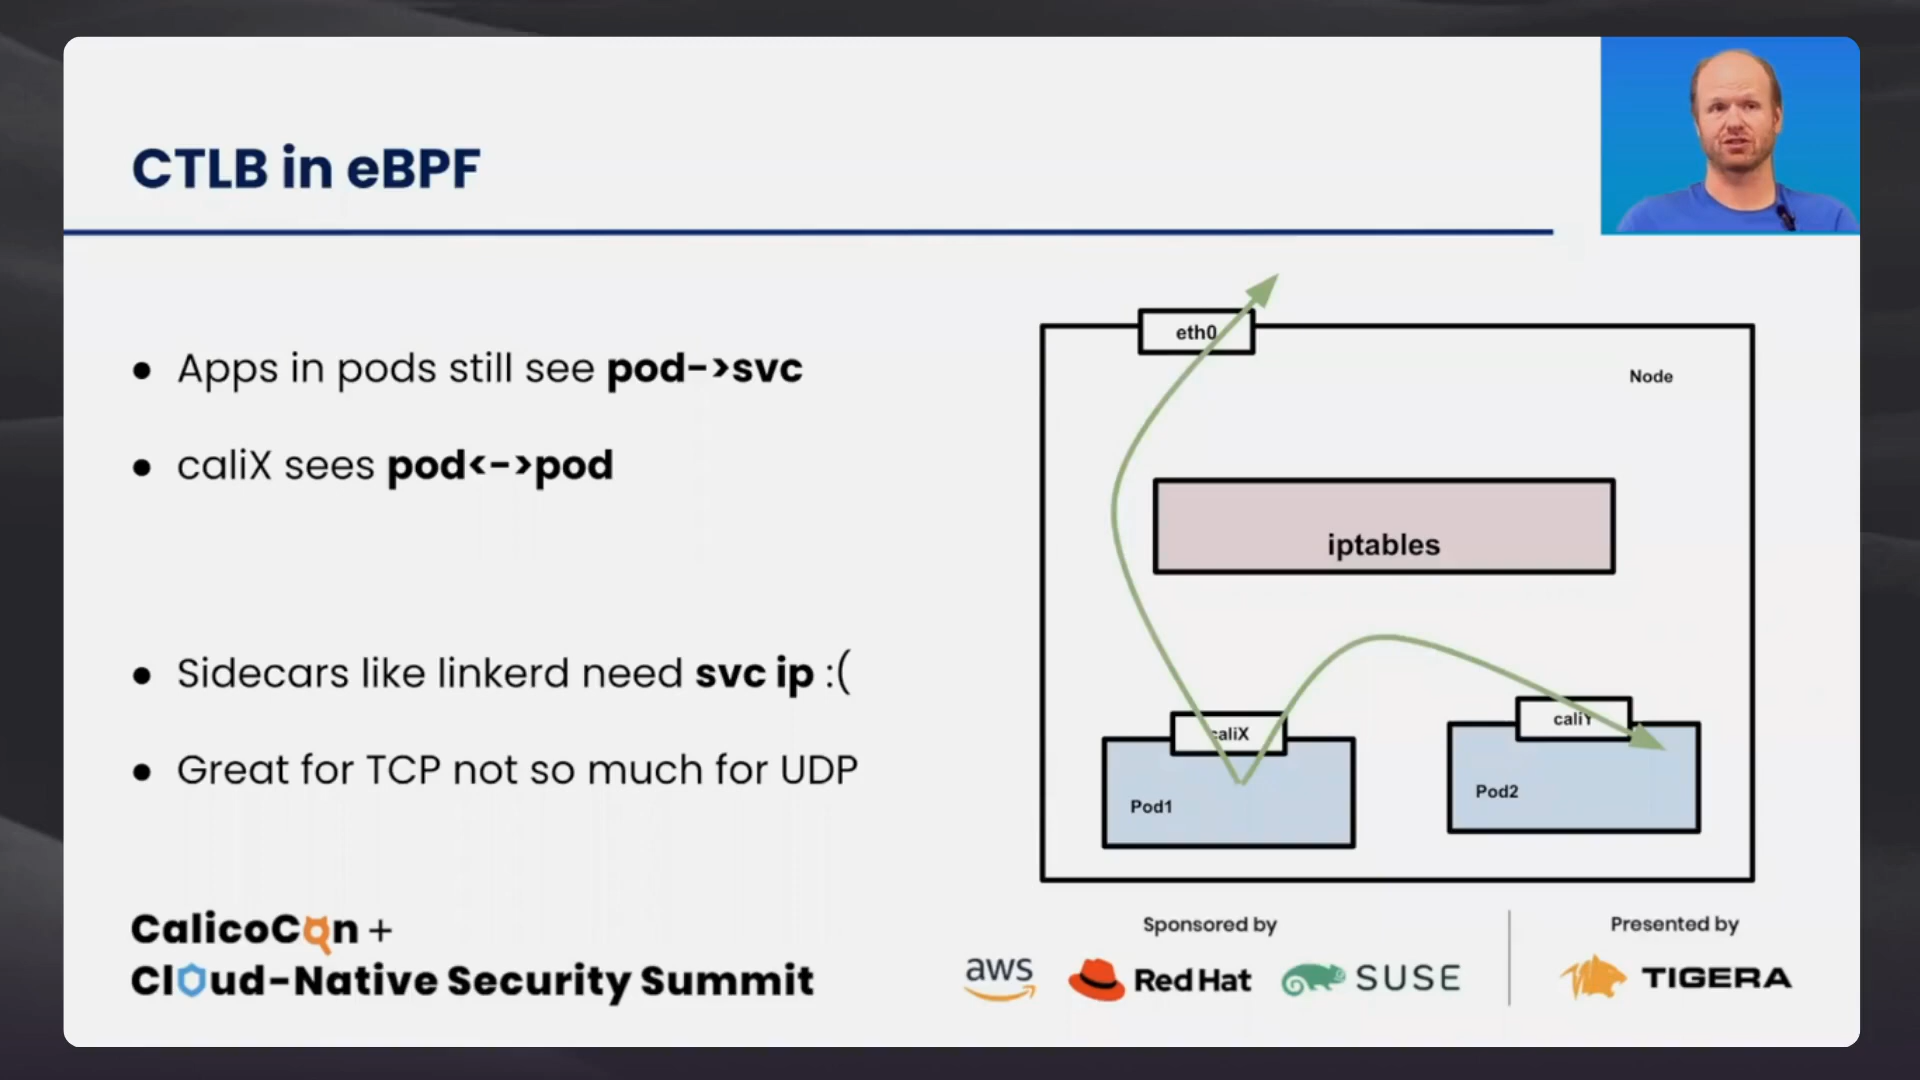 CTLB in eBPF
● Apps in pods still see pod->svc
● caliX sees pod<->pod
● Sidecars like linkerd need svc ip :(
● Great for TCP not so much for UDP
eth0
Node
iptables
caliX
Pod1
caliY
Pod2
CalicoCon +
Cloud-Native Security Summit
Sponsored by
aws
Red Hat
SUSE
Presented by
TIGERA